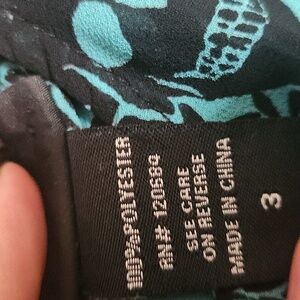 100%POLYESTER
RN# 120684
SEE CARE
ON REVERSE
MADE IN CHINA
3